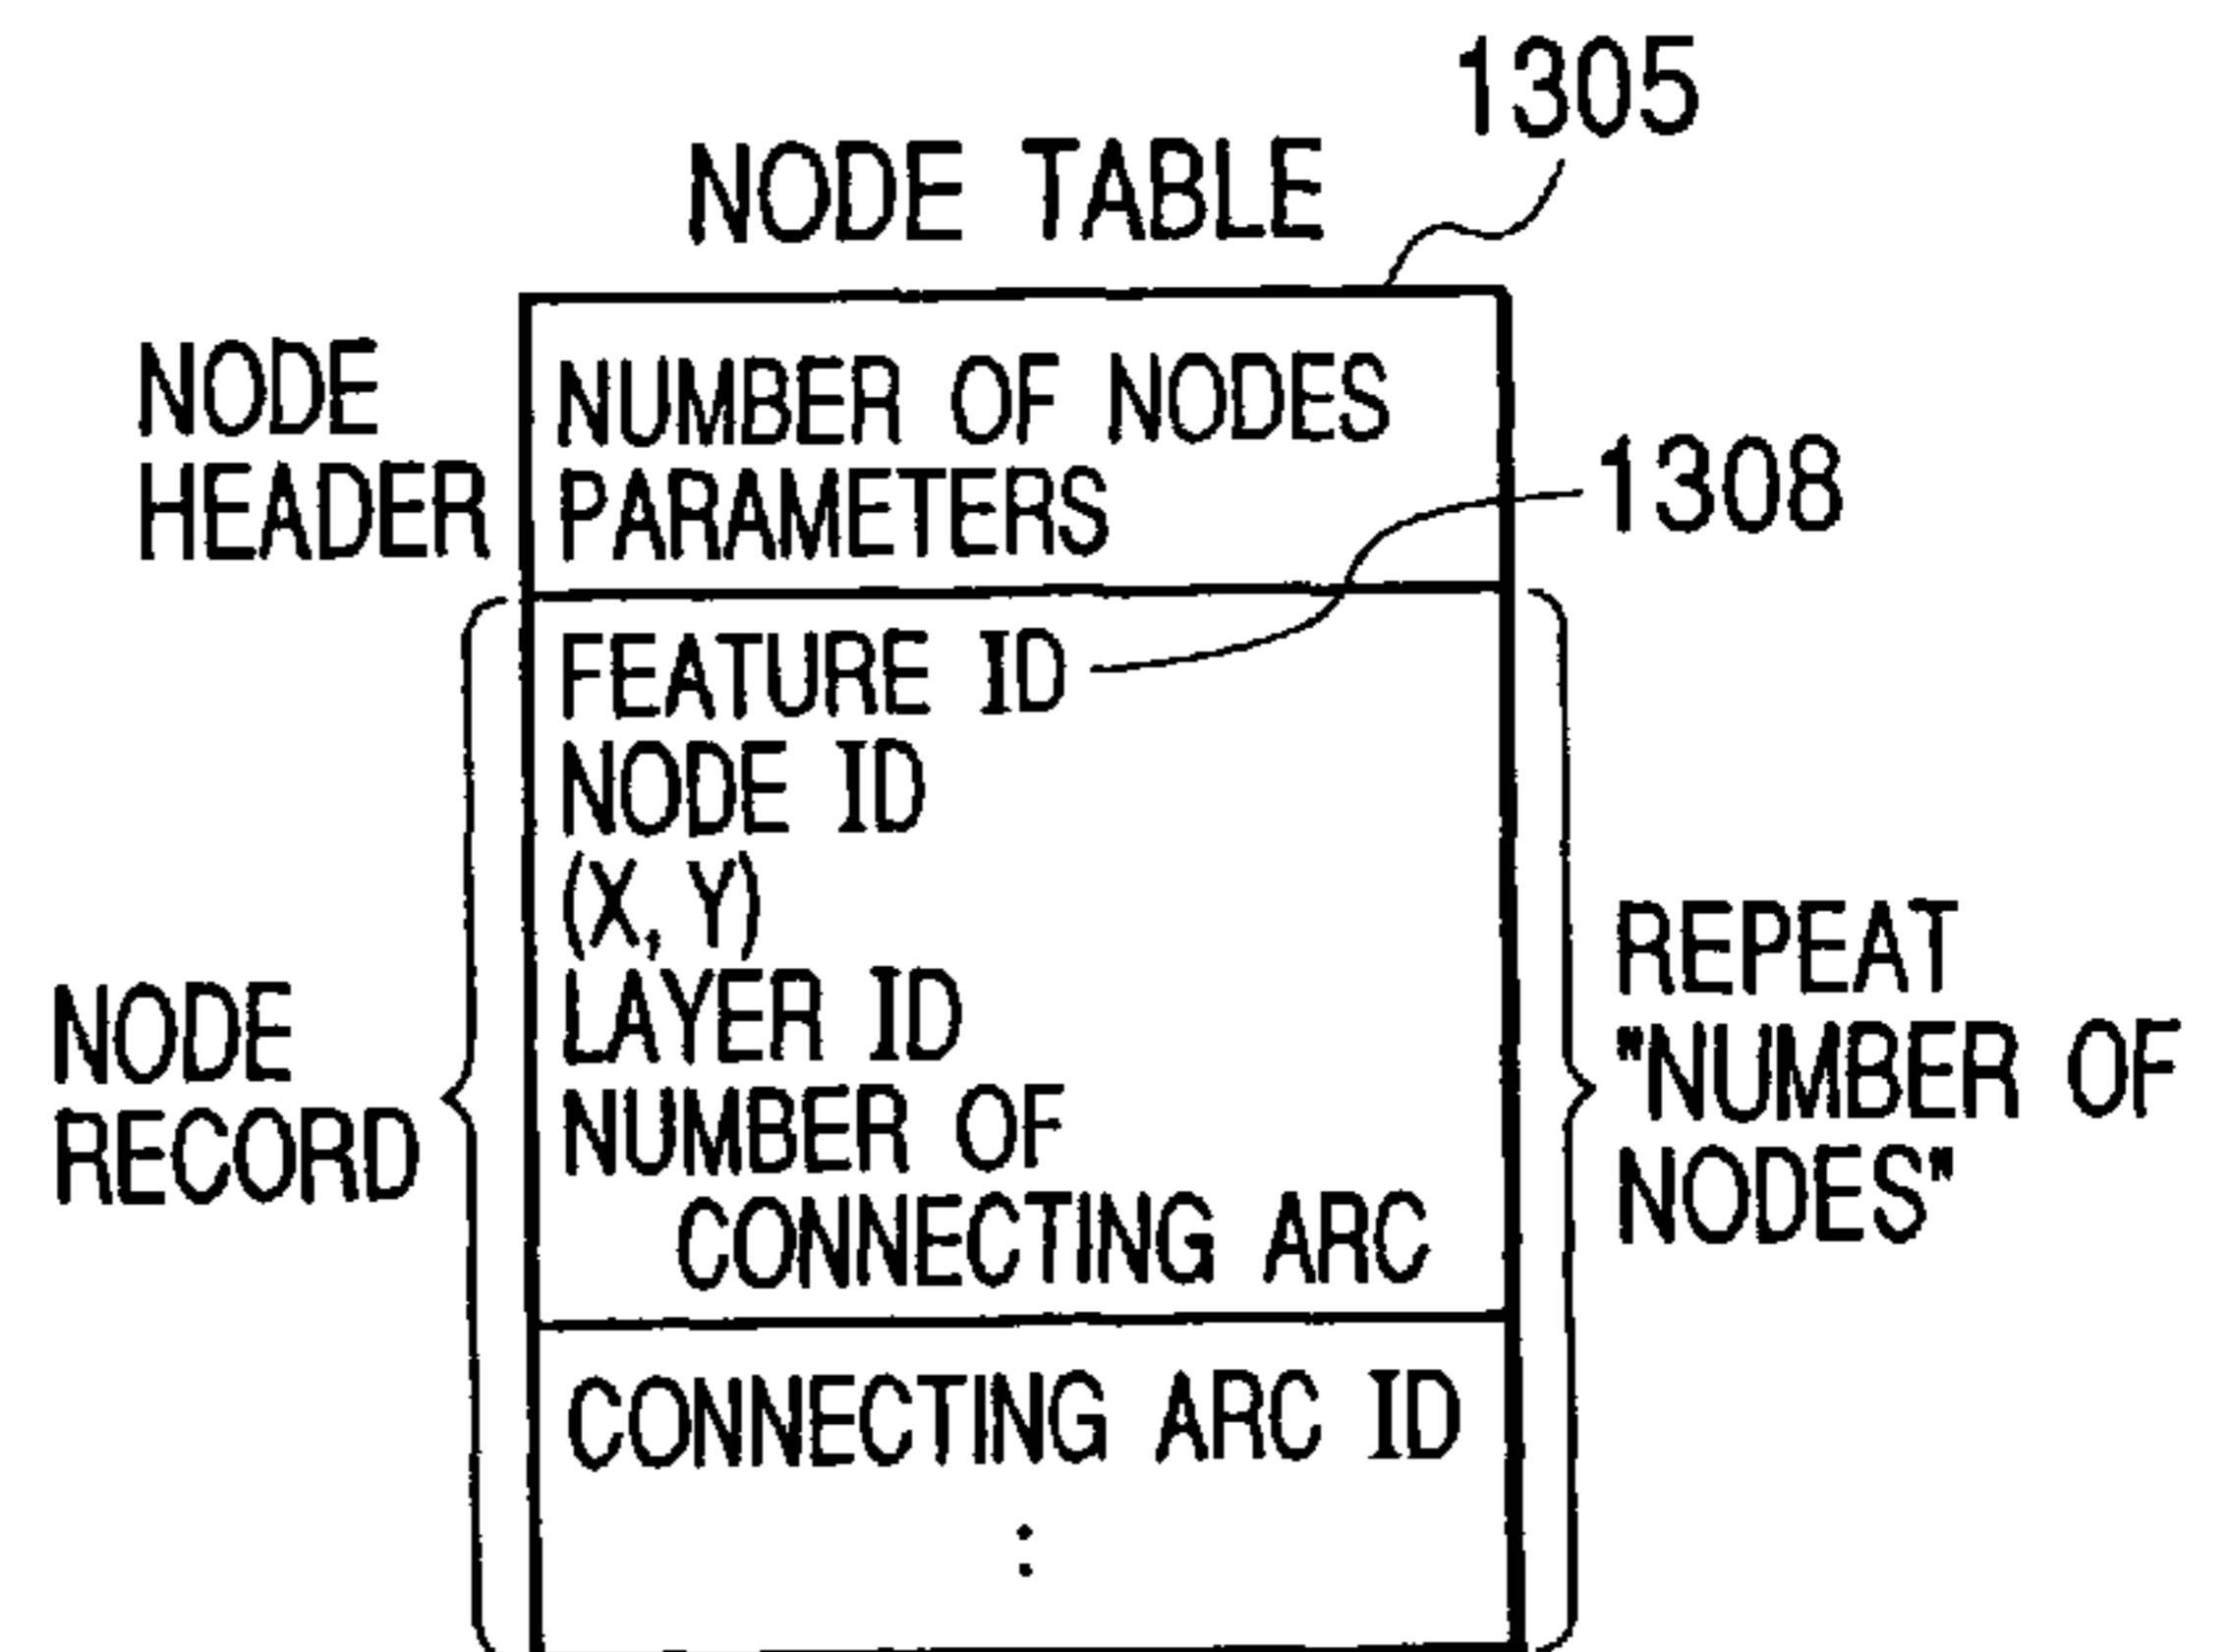 1305
NODE TABLE
NODE
HEADER
NUMBER OF NODES
PARAMETERS
1308
FEATURE ID
NODE ID
(X, Y)
LAYER ID
NUMBER OF
CONNECTING ARC
NODE
RECORD
REPEAT
"NUMBER OF
NODES"
CONNECTING ARC ID
: